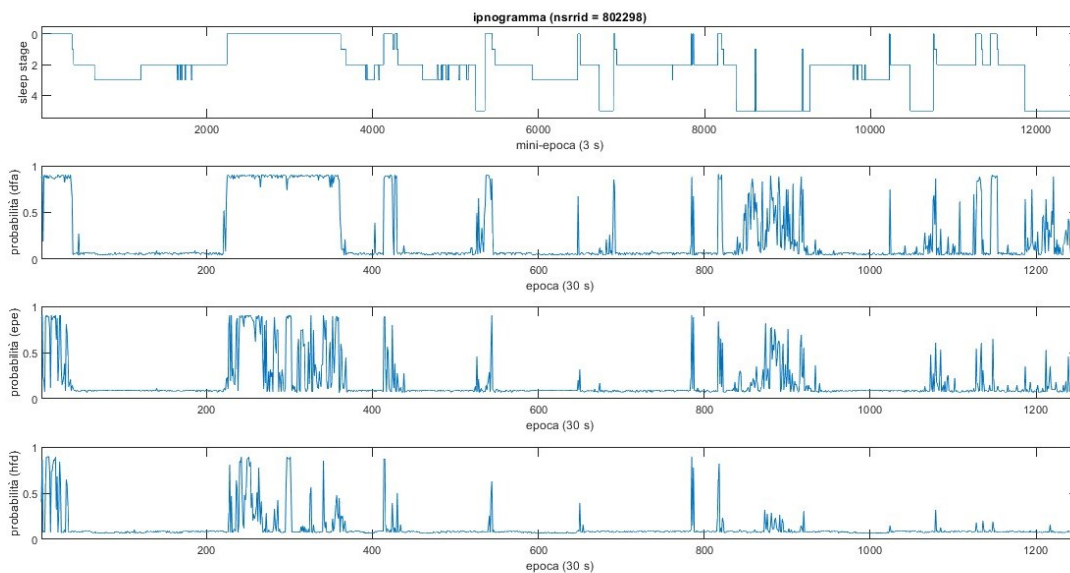 ipnogramma (nsrrid = 802298)
sleep stage
0
2
4
2000 4000 6000 8000 10000 12000
mini-epoca (3 s)
probabilità (dfa)
1
0.5
0
200 400 600 800 1000 1200
epoca (30 s)
probabilità (epe)
1
0.5
0
200 400 600 800 1000 1200
epoca (30 s)
probabilità (hfd)
1
0.5
0
200 400 600 800 1000 1200
epoca (30 s)